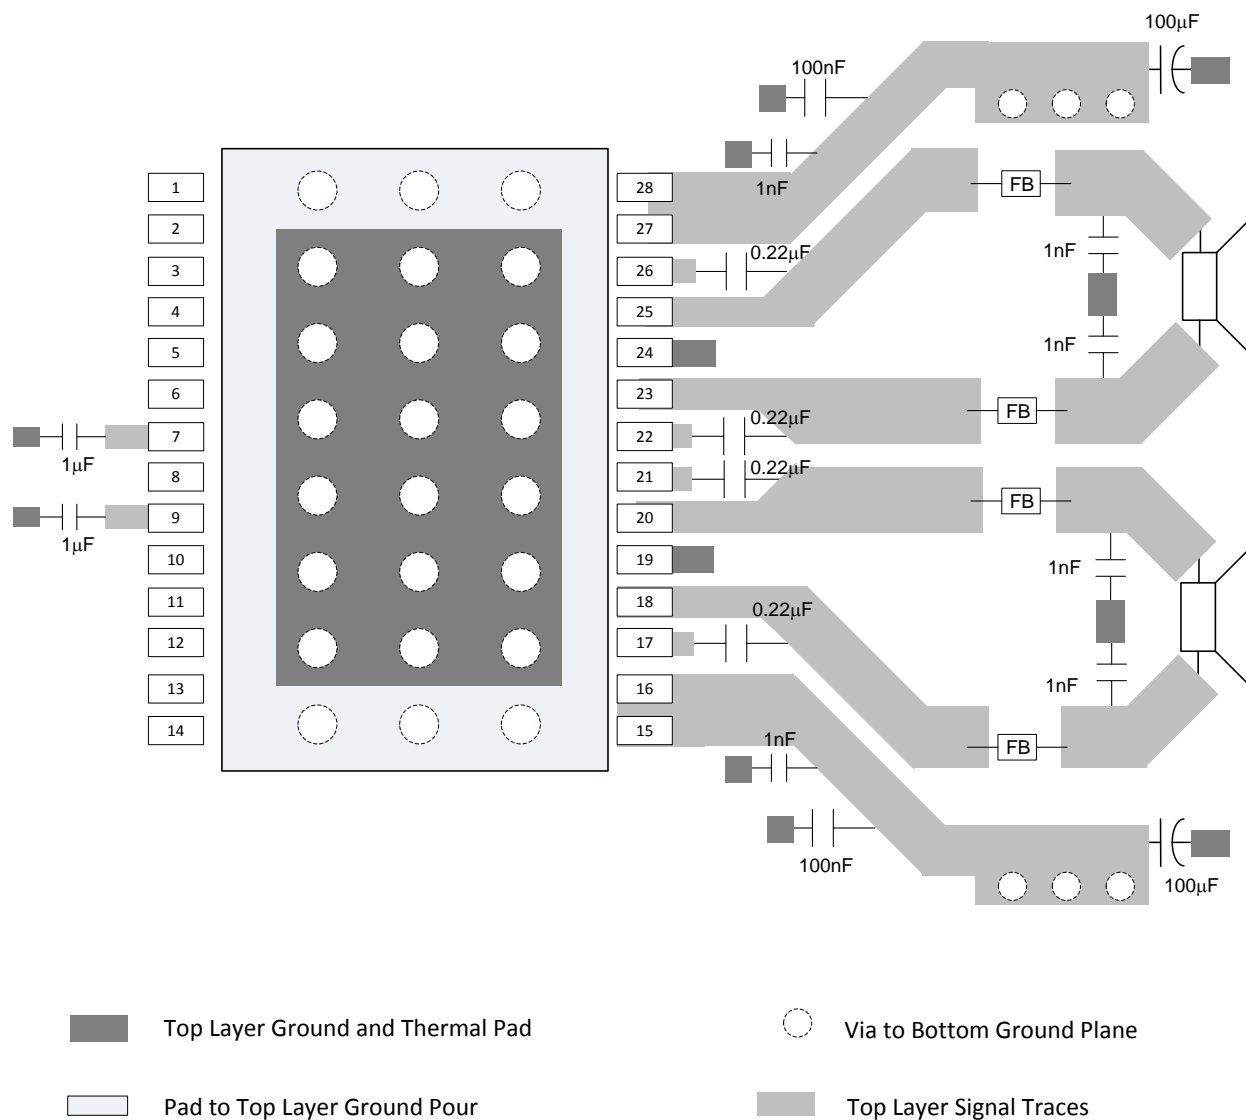 100μF
100nF
1nF
1
28
FB
2
27
1nF
0.22μF
3
26
4
25
1nF
5
24
6
23
FB
0.22μF
7
22
1μF
0.22μF
8
21
FB
9
20
1μF
10
19
1nF
11
18
0.22μF
12
17
1nF
13
16
14
15
1nF
FB
100nF
100μF
Top Layer Ground and Thermal Pad
Via to Bottom Ground Plane
Pad to Top Layer Ground Pour
Top Layer Signal Traces